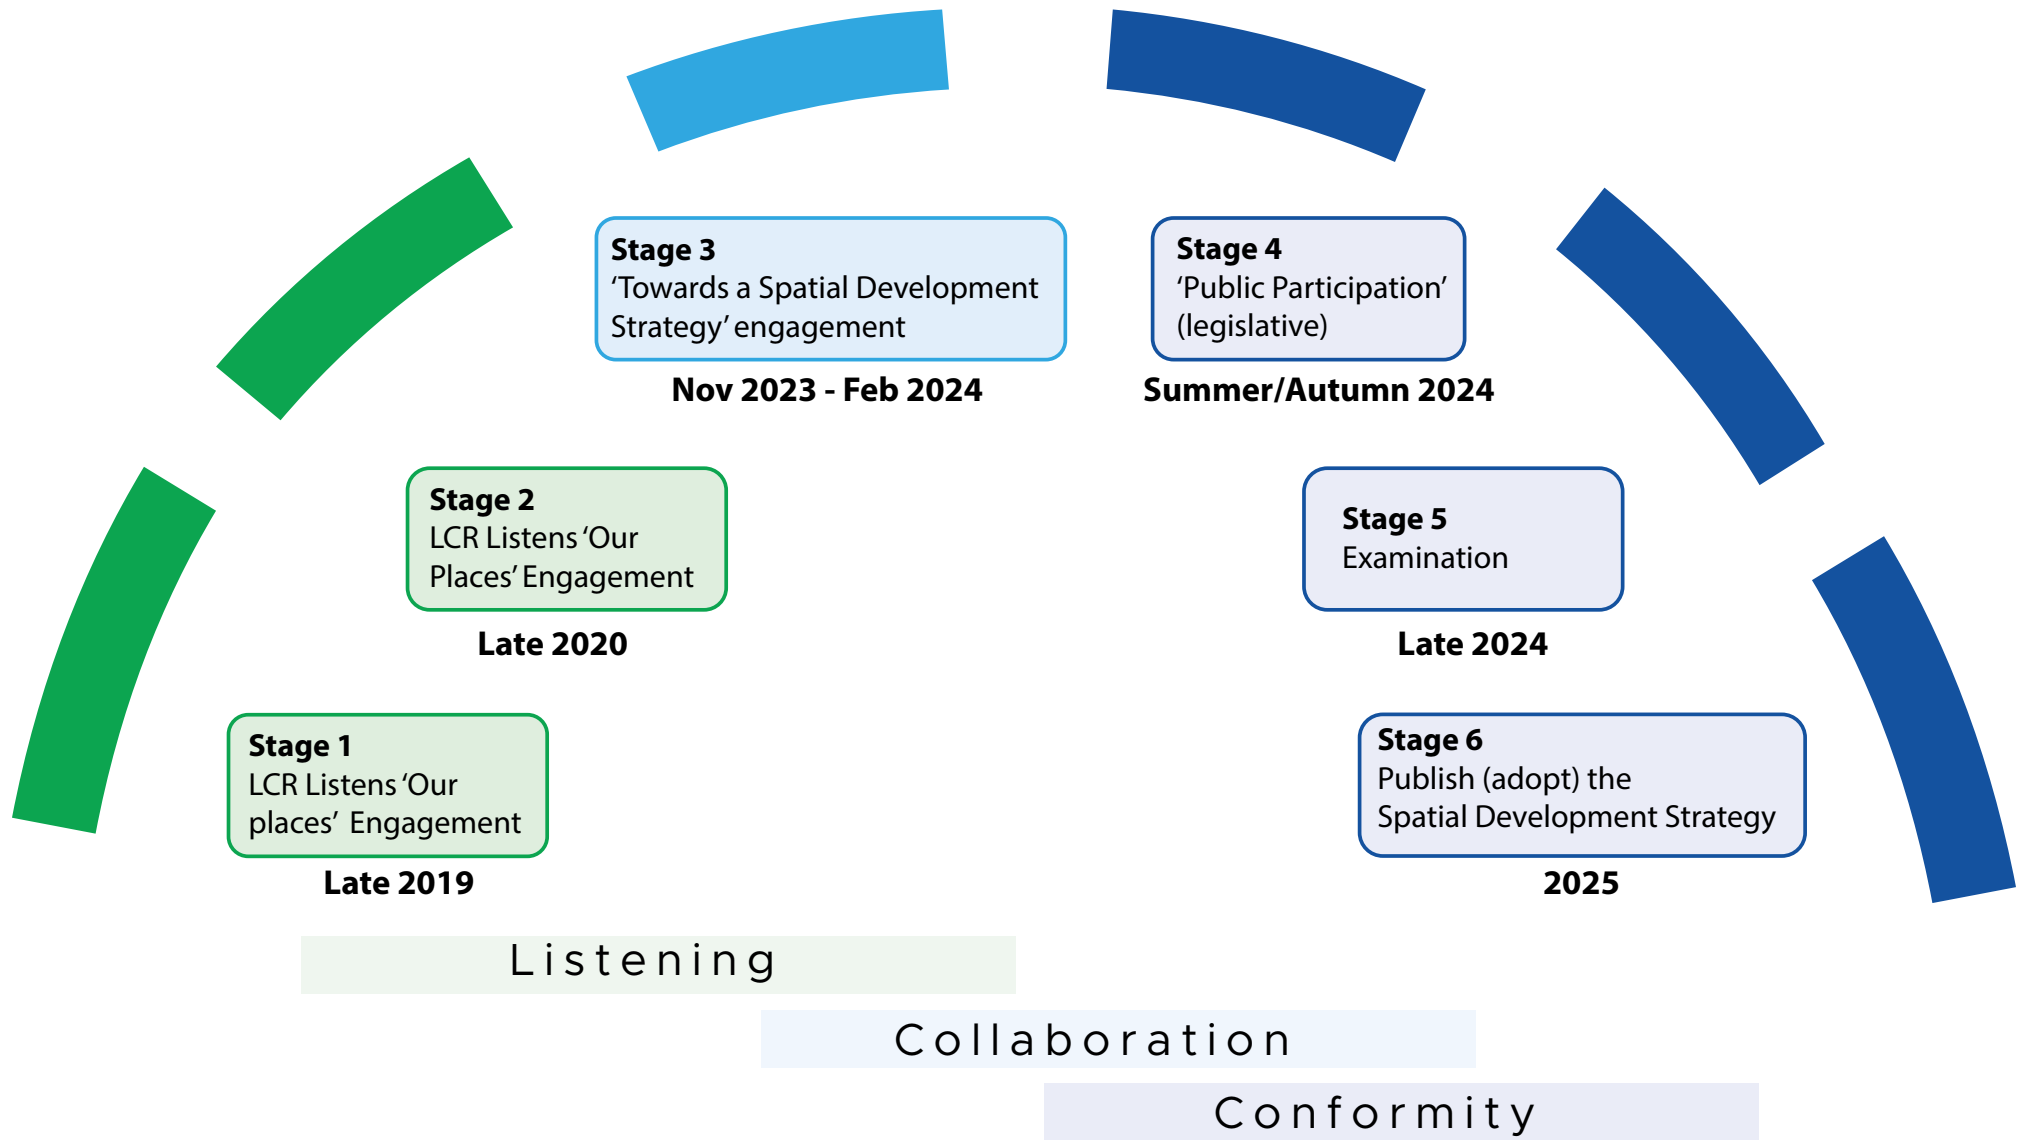 Stage 3
‘Towards a Spatial Development
Strategy’ engagement
Nov 2023 - Feb 2024
Stage 4
‘Public Participation’
(legislative)
Summer/Autumn 2024
Stage 2
LCR Listens ‘Our
Places’ Engagement
Late 2020
Stage 5
Examination
Late 2024
Stage 1
LCR Listens ‘Our
places’ Engagement
Late 2019
Stage 6
Publish (adopt) the
Spatial Development Strategy
2025
Listening
Collaboration
Conformity